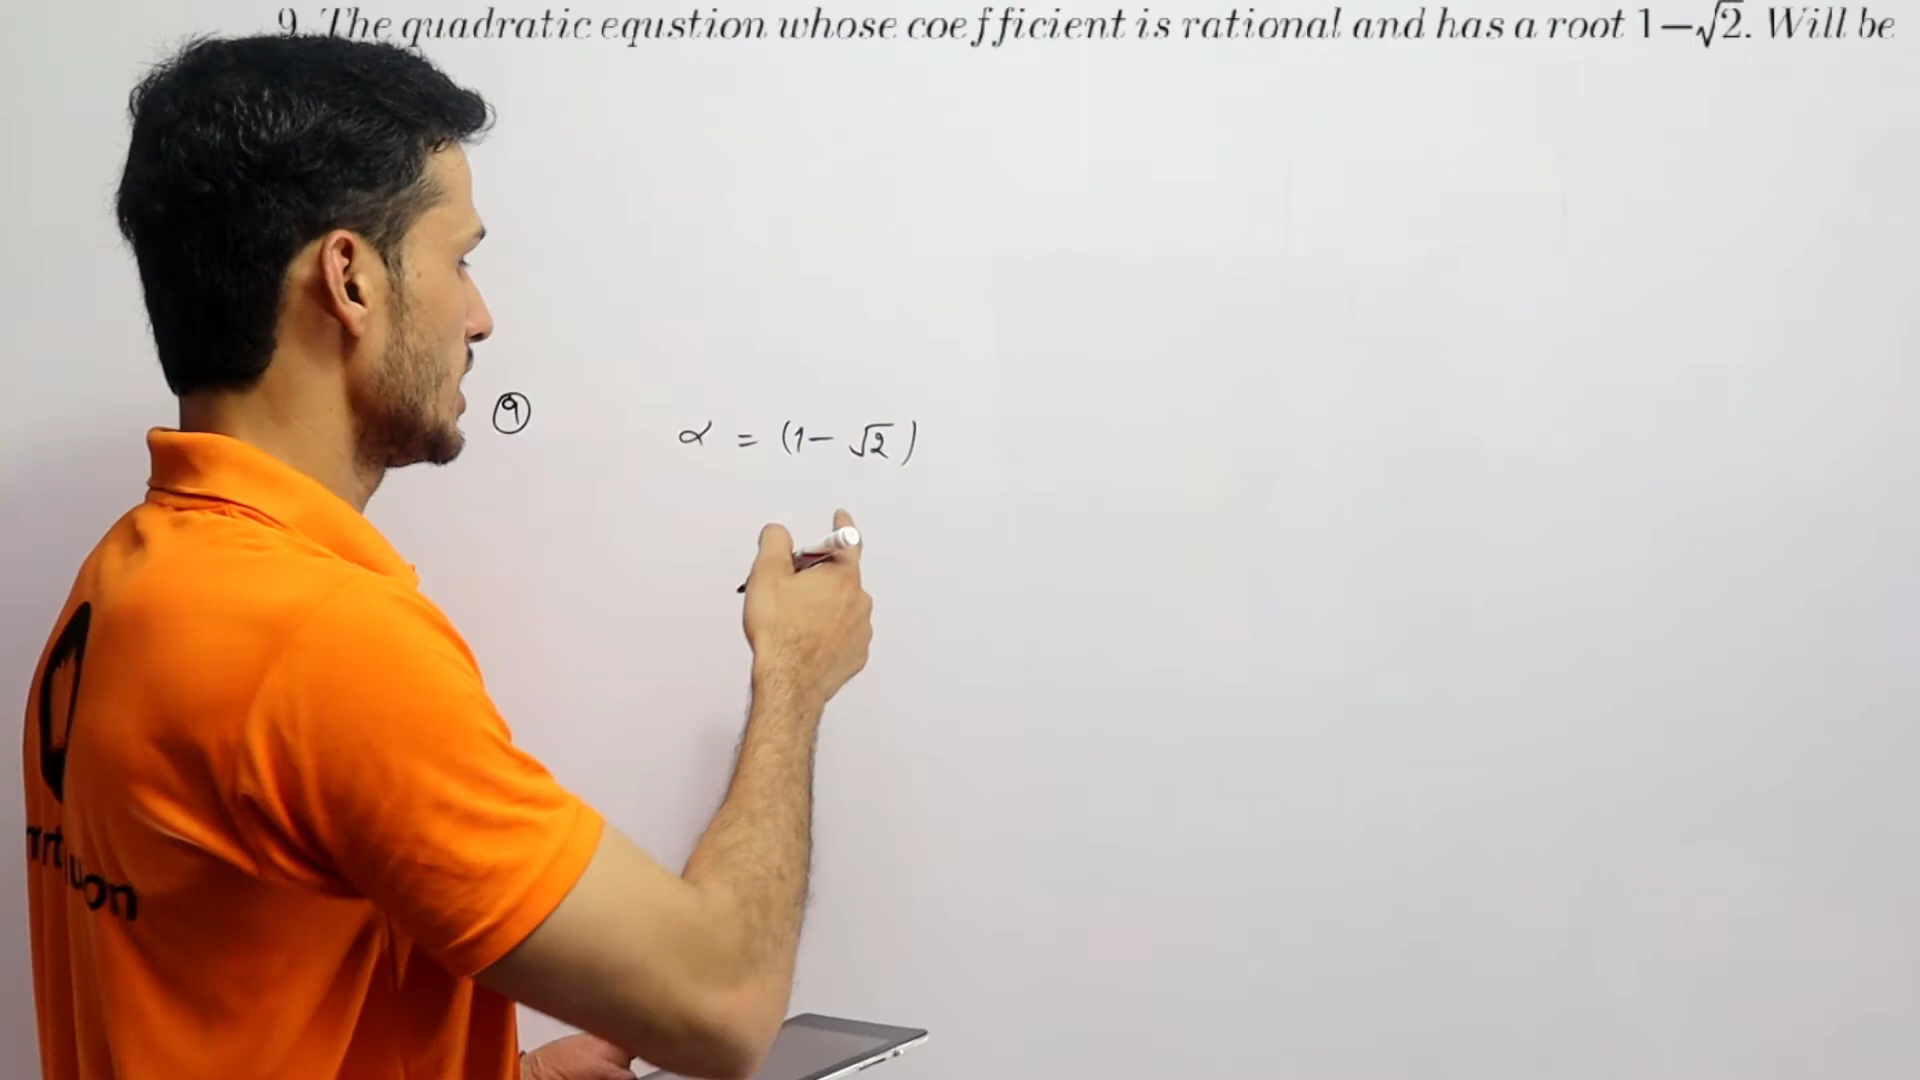 9. The quadratic equstion whose coefficient is rational and has a root 1−√2. Will be
⑨ α = (1- √2)